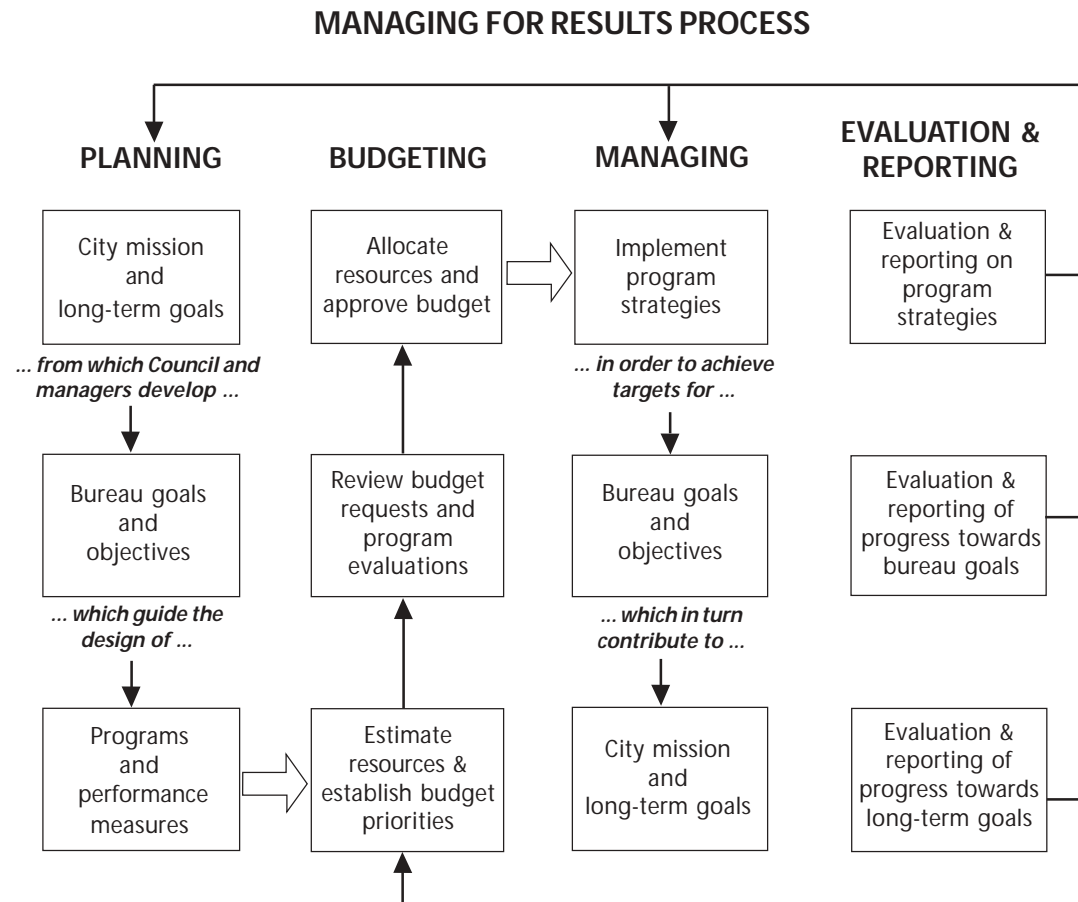 MANAGING FOR RESULTS PROCESS
PLANNING
City mission
and
long-term goals
... from which Council and
managers develop ...
Bureau goals
and
objectives
... which guide the
design of ...
Programs
and
performance
measures
BUDGETING
Allocate
resources and
approve budget
Review budget
requests and
program
evaluations
Estimate
resources &
establish budget
priorities
MANAGING
Implement
program
strategies
... in order to achieve
targets for ...
Bureau goals
and
objectives
... which in turn
contribute to ...
City mission
and
long-term goals
EVALUATION &
REPORTING
Evaluation &
reporting on
program
strategies
Evaluation &
reporting of
progress towards
bureau goals
Evaluation &
reporting of
progress towards
long-term goals